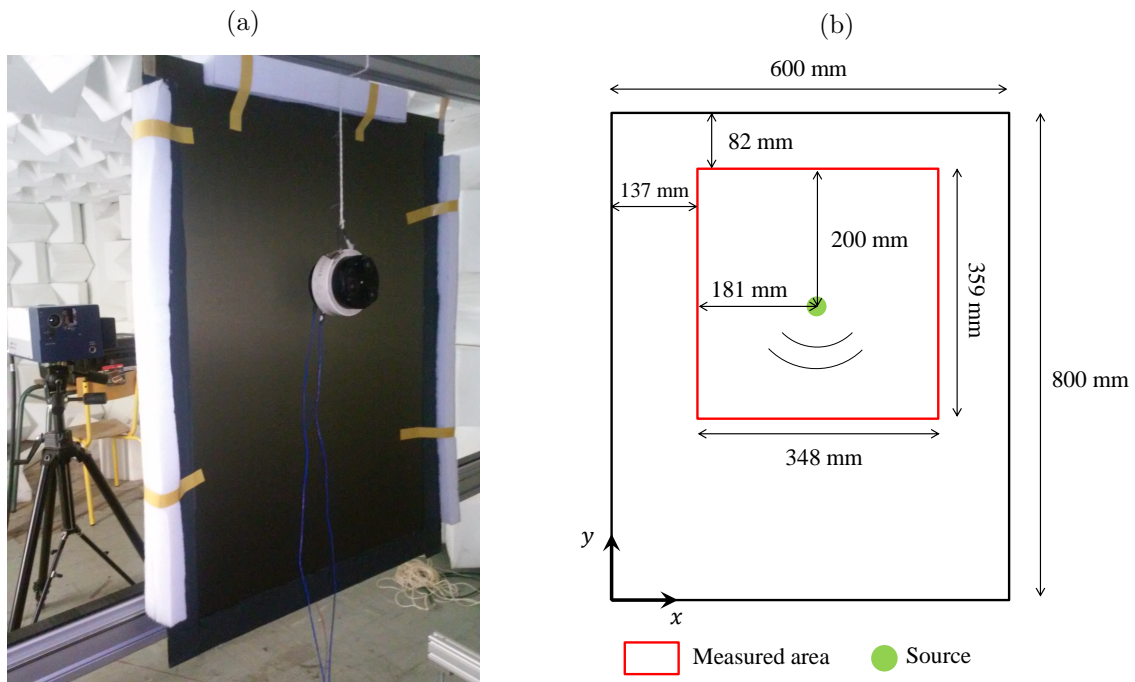 (a)
(b)
600 mm
82 mm
137 mm
200 mm
181 mm
359 mm
800 mm
348 mm
y
x
Measured area
Source